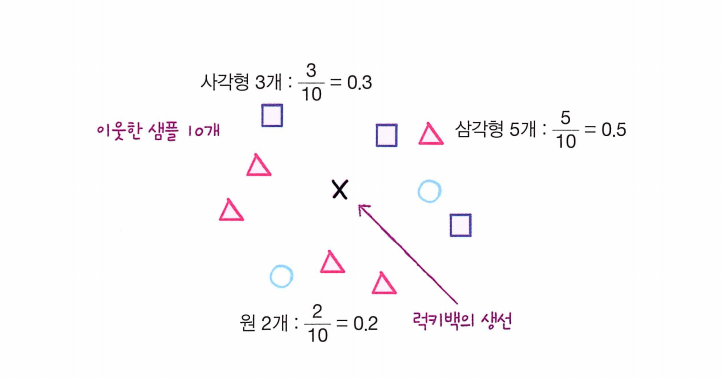 사각형 3개 : 3/10 = 0.3
이웃한 샘플 10개
삼각형 5개 : 5/10 = 0.5
X
원 2개 : 2/10 = 0.2
럭키백의 생선